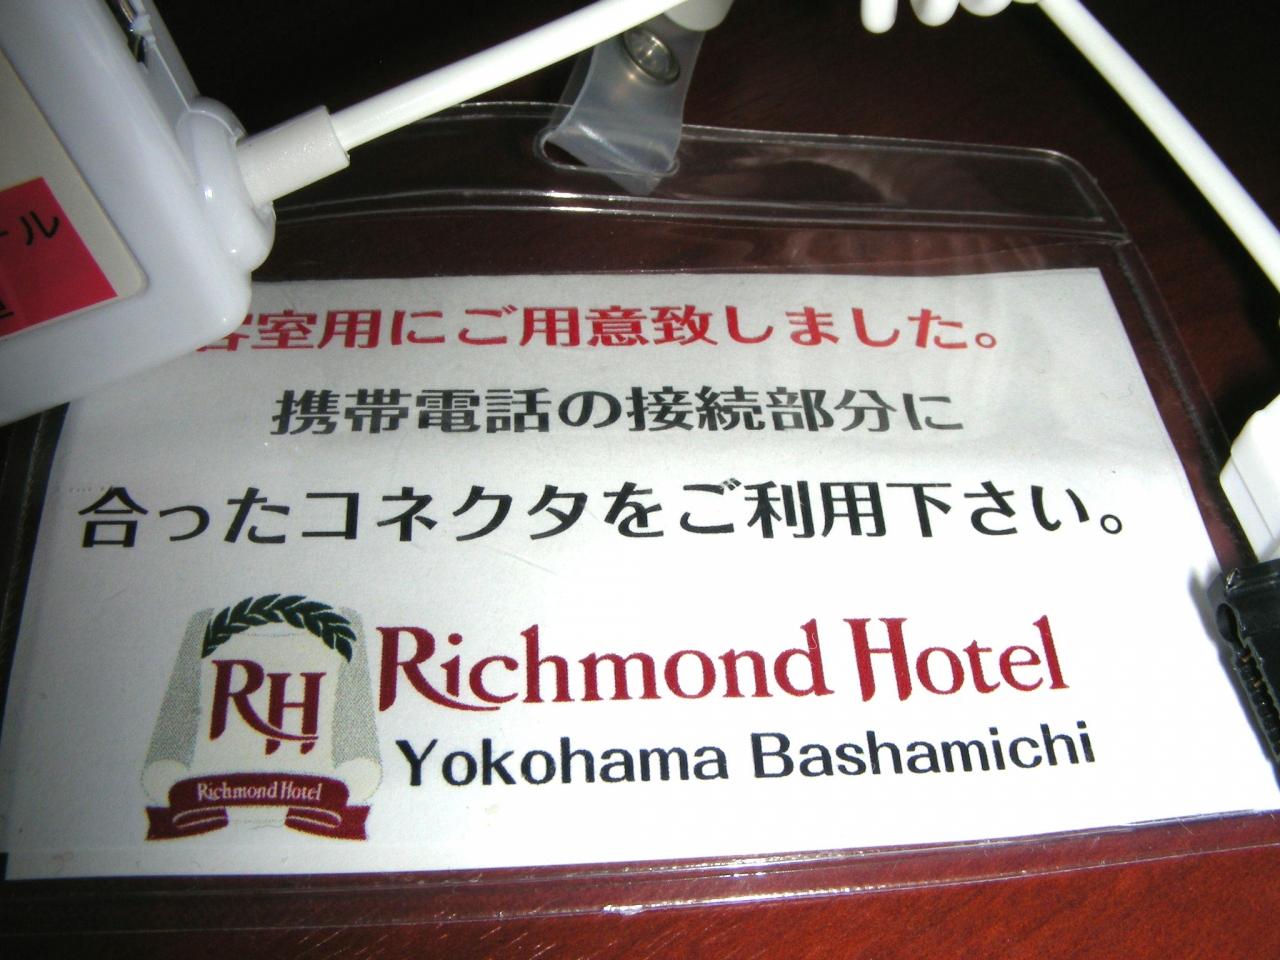 ル
客室用にご用意致しました。
携帯電話の接続部分に
合ったコネクタをご利用下さい。
RH
Richmond Hotel
Richmond Hotel
Yokohama Bashamichi